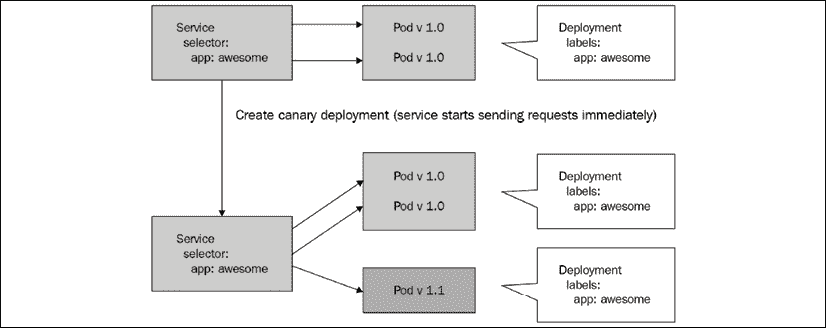 Service
selector:
app: awesome
Pod v 1.0
Pod v 1.0
Deployment
labels:
app: awesome
Create canary deployment (service starts sending requests immediately)
Service
selector:
app: awesome
Pod v 1.0
Pod v 1.0
Deployment
labels:
app: awesome
Pod v 1.1
Deployment
labels:
app: awesome